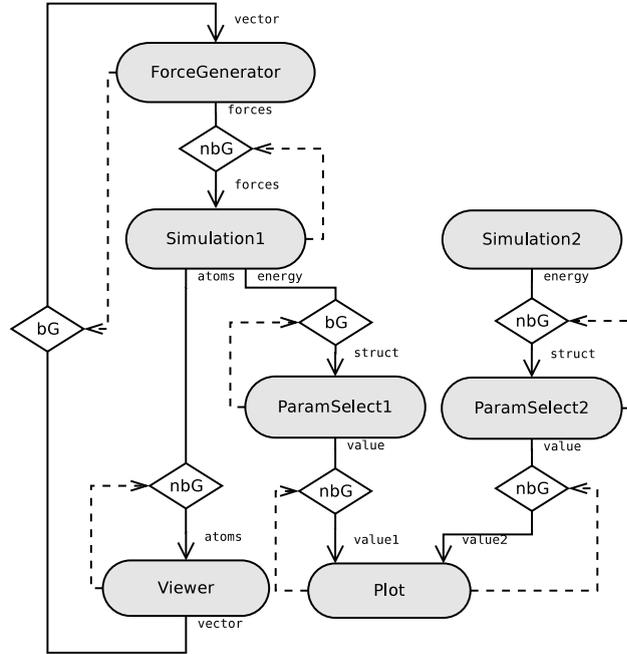 vector
ForceGenerator
forces
nbG
forces
Simulation1
Simulation2
atoms
energy
energy
bG
bG
nbG
struct
struct
ParamSelect1
ParamSelect2
value
value
nbG
nbG
nbG
atoms
value1
value2
Viewer
Plot
vector